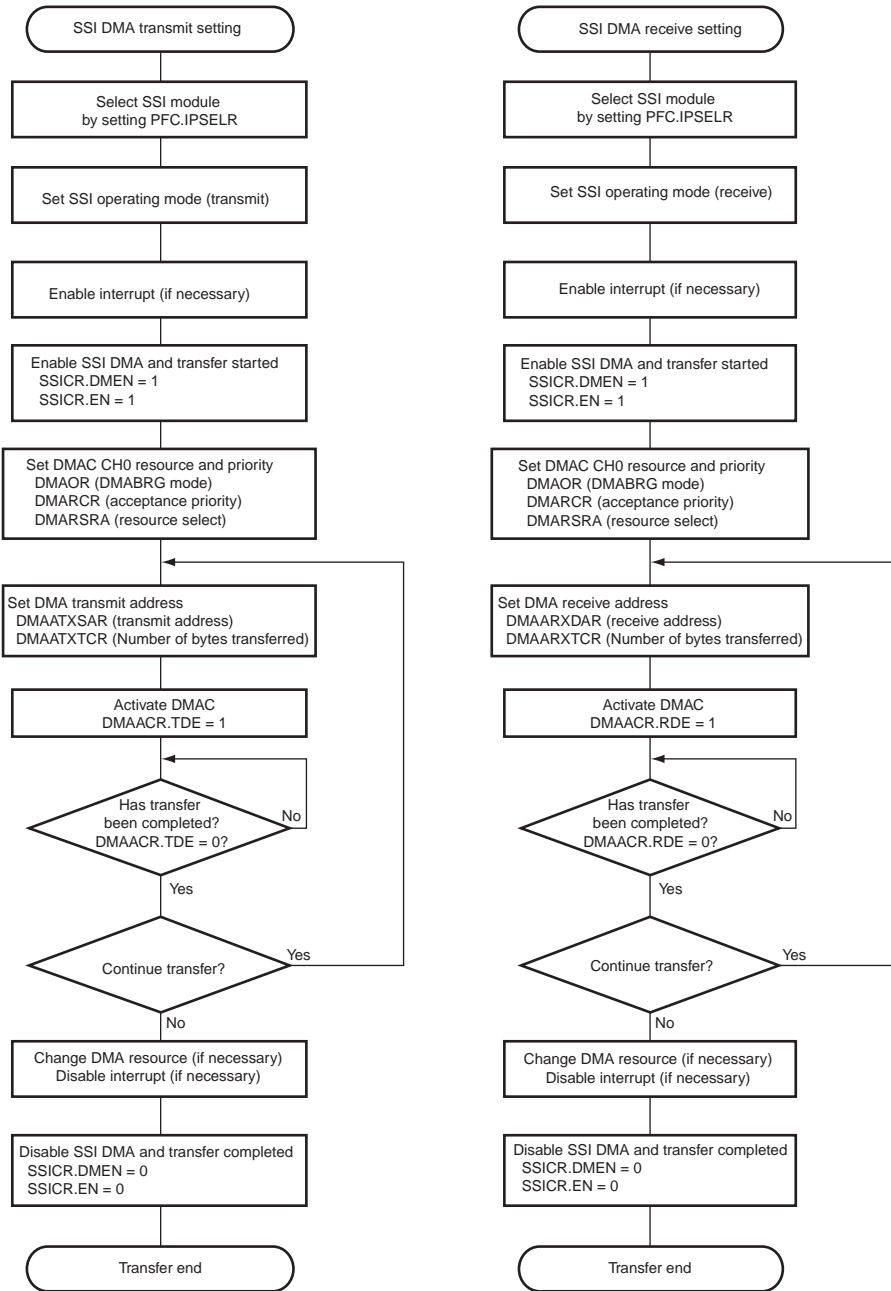 SSI DMA transmit setting
Select SSI module
by setting PFC.IPSELR
Set SSI operating mode (transmit)
Enable interrupt (if necessary)
Enable SSI DMA and transfer started
SSICR.DMEN = 1
SSICR.EN = 1
Set DMAC CH0 resource and priority
DMAOR (DMABRG mode)
DMARCR (acceptance priority)
DMARSRA (resource select)
Set DMA transmit address
DMAATXSAR (transmit address)
DMAATXTCR (Number of bytes transferred)
Activate DMAC
DMAACR.TDE = 1
Has transfer
been completed?
DMAACR.TDE = 0?
No
Yes
Continue transfer?
Yes
No
Change DMA resource (if necessary)
Disable interrupt (if necessary)
Disable SSI DMA and transfer completed
SSICR.DMEN = 0
SSICR.EN = 0
Transfer end
SSI DMA receive setting
Select SSI module
by setting PFC.IPSELR
Set SSI operating mode (receive)
Enable interrupt (if necessary)
Enable SSI DMA and transfer started
SSICR.DMEN = 1
SSICR.EN = 1
Set DMAC CH0 resource and priority
DMAOR (DMABRG mode)
DMARCR (acceptance priority)
DMARSRA (resource select)
Set DMA receive address
DMAARXDAR (receive address)
DMAARXTCR (Number of bytes transferred)
Activate DMAC
DMAACR.RDE = 1
Has transfer
been completed?
DMAACR.RDE = 0?
No
Yes
Continue transfer?
Yes
No
Change DMA resource (if necessary)
Disable interrupt (if necessary)
Disable SSI DMA and transfer completed
SSICR.DMEN = 0
SSICR.EN = 0
Transfer end